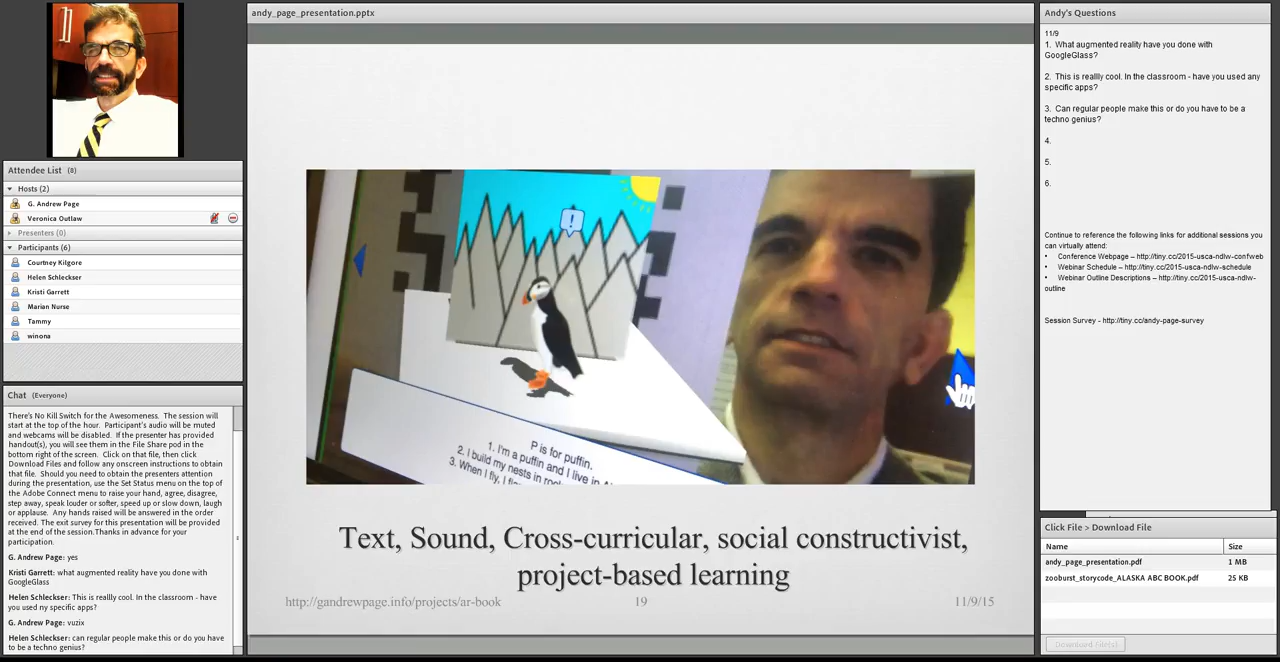 andy_page_presentation.pptx
Attendee List (8)
Hosts (2)
G. Andrew Page
Veronica Outlaw
Presenters (0)
Participants (6)
Courtney Kilgore
Helen Schleckser
Kristi Garrett
Marian Nurse
Tammy
winona
Chat (Everyone)
There's No Kill Switch for the Awesomeness. The session will
start at the top of the hour. Participant's audio will be muted
and webcams will be disabled. If the presenter has provided
handout(s), you will see them in the File Share pod in the
bottom right of the screen. Click on that file, then click
Download Files and follow any onscreen instructions to obtain
that file. Should you need to obtain the presenters attention
during the presentation, use the Set Status menu on the top of
the Adobe Connect menu to raise your hand, agree, disagree,
step away, speak louder or softer, speed up or slow down, laugh
or applause. Any hands raised will be answered in the order
received. The exit survey for this presentation will be provided
at the end of the session.Thanks in advance for your
participation.
G. Andrew Page: yes
Kristi Garrett: what augmented reality have you done with
GoogleGlass
Helen Schleckser: This is reallly cool. In the classroom - have
you used ny specific apps?
G. Andrew Page: vuzix
Helen Schleckser: can regular people make this or do you have
to be a techno genius?
!
P is for puffin.
1. I'm a puffin and I live in
2. I build my nests in
3. When I fly, I
Text, Sound, Cross-curricular, social constructivist,
project-based learning
http://gandrewpage.info/projects/ar-book
19
11/9/15
Andy's Questions
11/9
1. What augmented reality have you done with
GoogleGlass?
2. This is reallly cool. In the classroom - have you used any
specific apps?
3. Can regular people make this or do you have to be a
techno genius?
4.
5.
6.
Continue to reference the following links for additional sessions you
can virtually attend:
• Conference Webpage – http://tiny.cc/2015-usca-ndlw-confweb
• Webinar Schedule – http://tiny.cc/2015-usca-ndlw-schedule
• Webinar Outline Descriptions – http://tiny.cc/2015-usca-ndlw-
outline
Session Survey - http://tiny.cc/andy-page-survey
Click File > Download File
Name Size
andy_page_presentation.pdf 1 MB
zooburst_storycode_ALASKA ABC BOOK.pdf 25 KB
Download File(s)